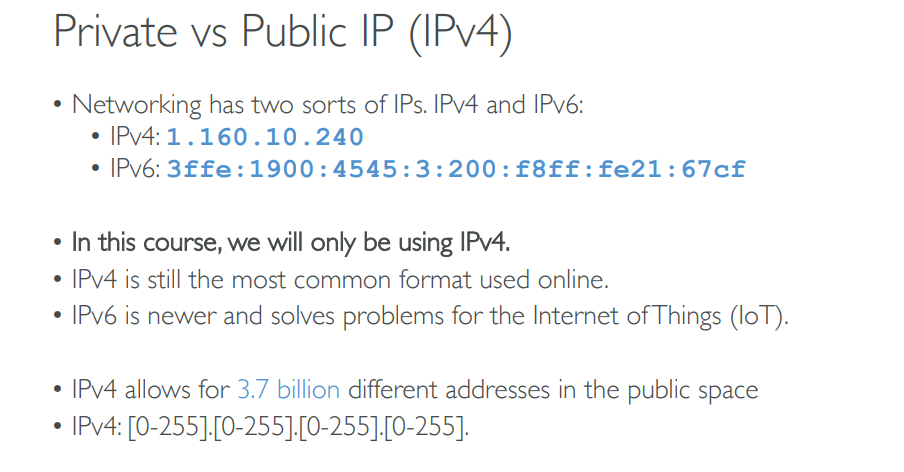 Private vs Public IP (IPv4)
• Networking has two sorts of IPs. IPv4 and IPv6:
• IPv4: 1.160.10.240
• IPv6: 3ffe:1900:4545:3:200:f8ff:fe21:67cf
• In this course, we will only be using IPv4.
• IPv4 is still the most common format used online.
• IPv6 is newer and solves problems for the Internet of Things (IoT).
• IPv4 allows for 3.7 billion different addresses in the public space
• IPv4: [0-255].[0-255].[0-255].[0-255].